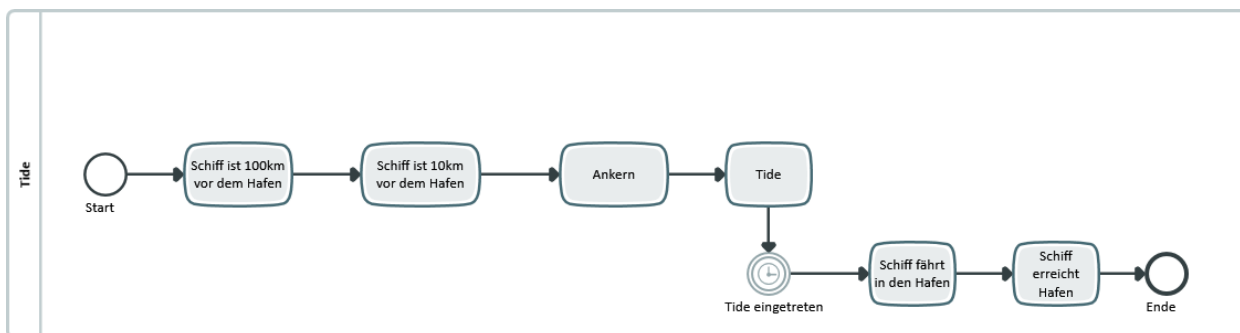 Tide
Start
Schiff ist 100km
vor dem Hafen
Schiff ist 10km
vor dem Hafen
Ankern
Tide
Tide eingetreten
Schiff fährt
in den Hafen
Schiff
erreicht
Hafen
Ende